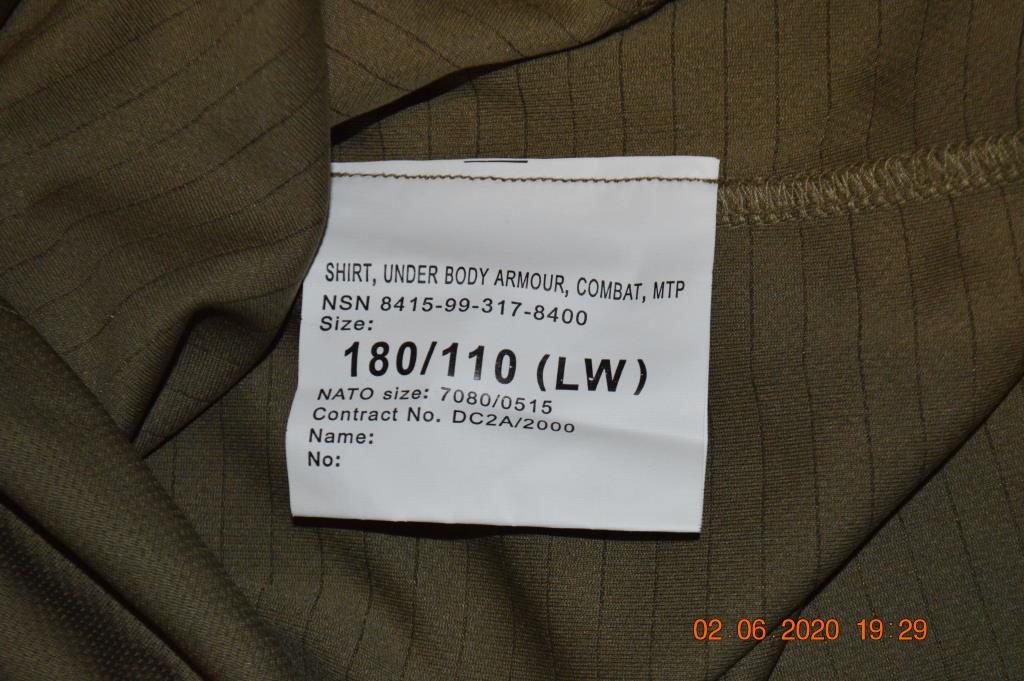 SHIRT, UNDER BODY ARMOUR, COMBAT, MTP
NSN 8415-99-317-8400
Size:
180/110 (LW)
NATO size: 7080/0515
Contract No. DC2A/2000
Name:
No:
02 06 2020 19:29